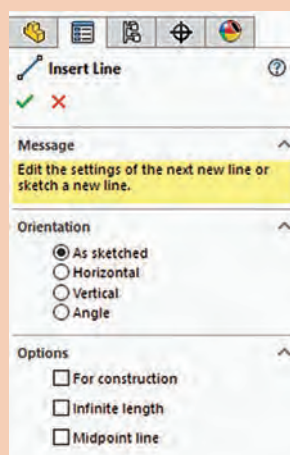 Insert Line
Message
Edit the settings of the next new line or
sketch a new line.
Orientation
As sketched
Horizontal
Vertical
Angle
Options
For construction
Infinite length
Midpoint line